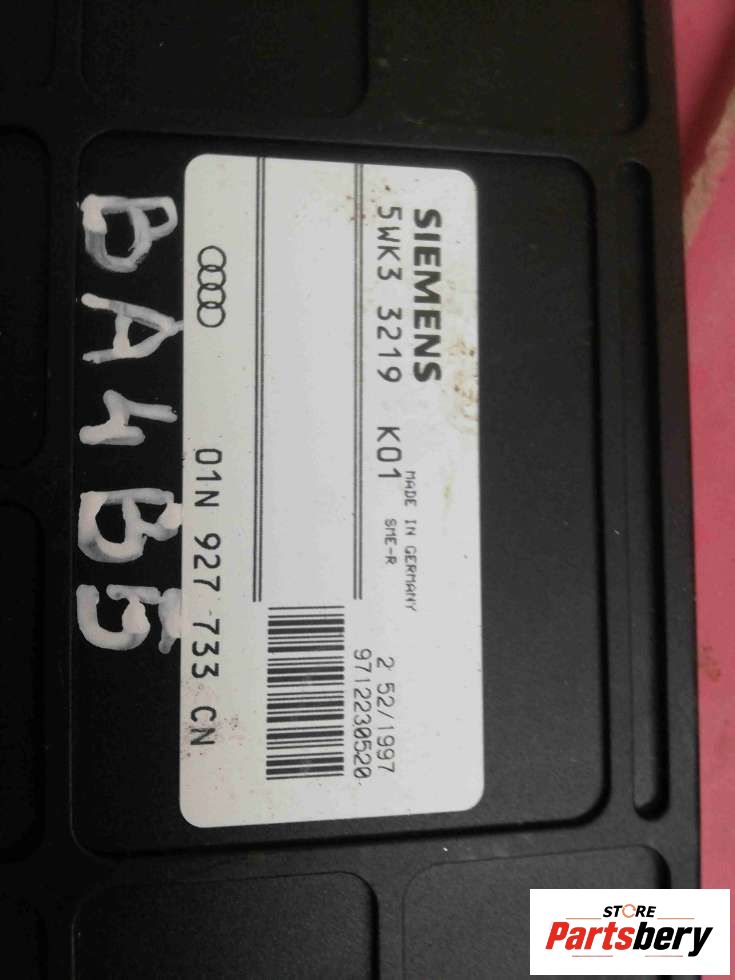 SIEMENS
5WK3 3219 K01
MADE IN GERMANY
SME-R
2 52/1997
9712230520
01N 927 733 CN
BA4B5
STORE
Partsbery